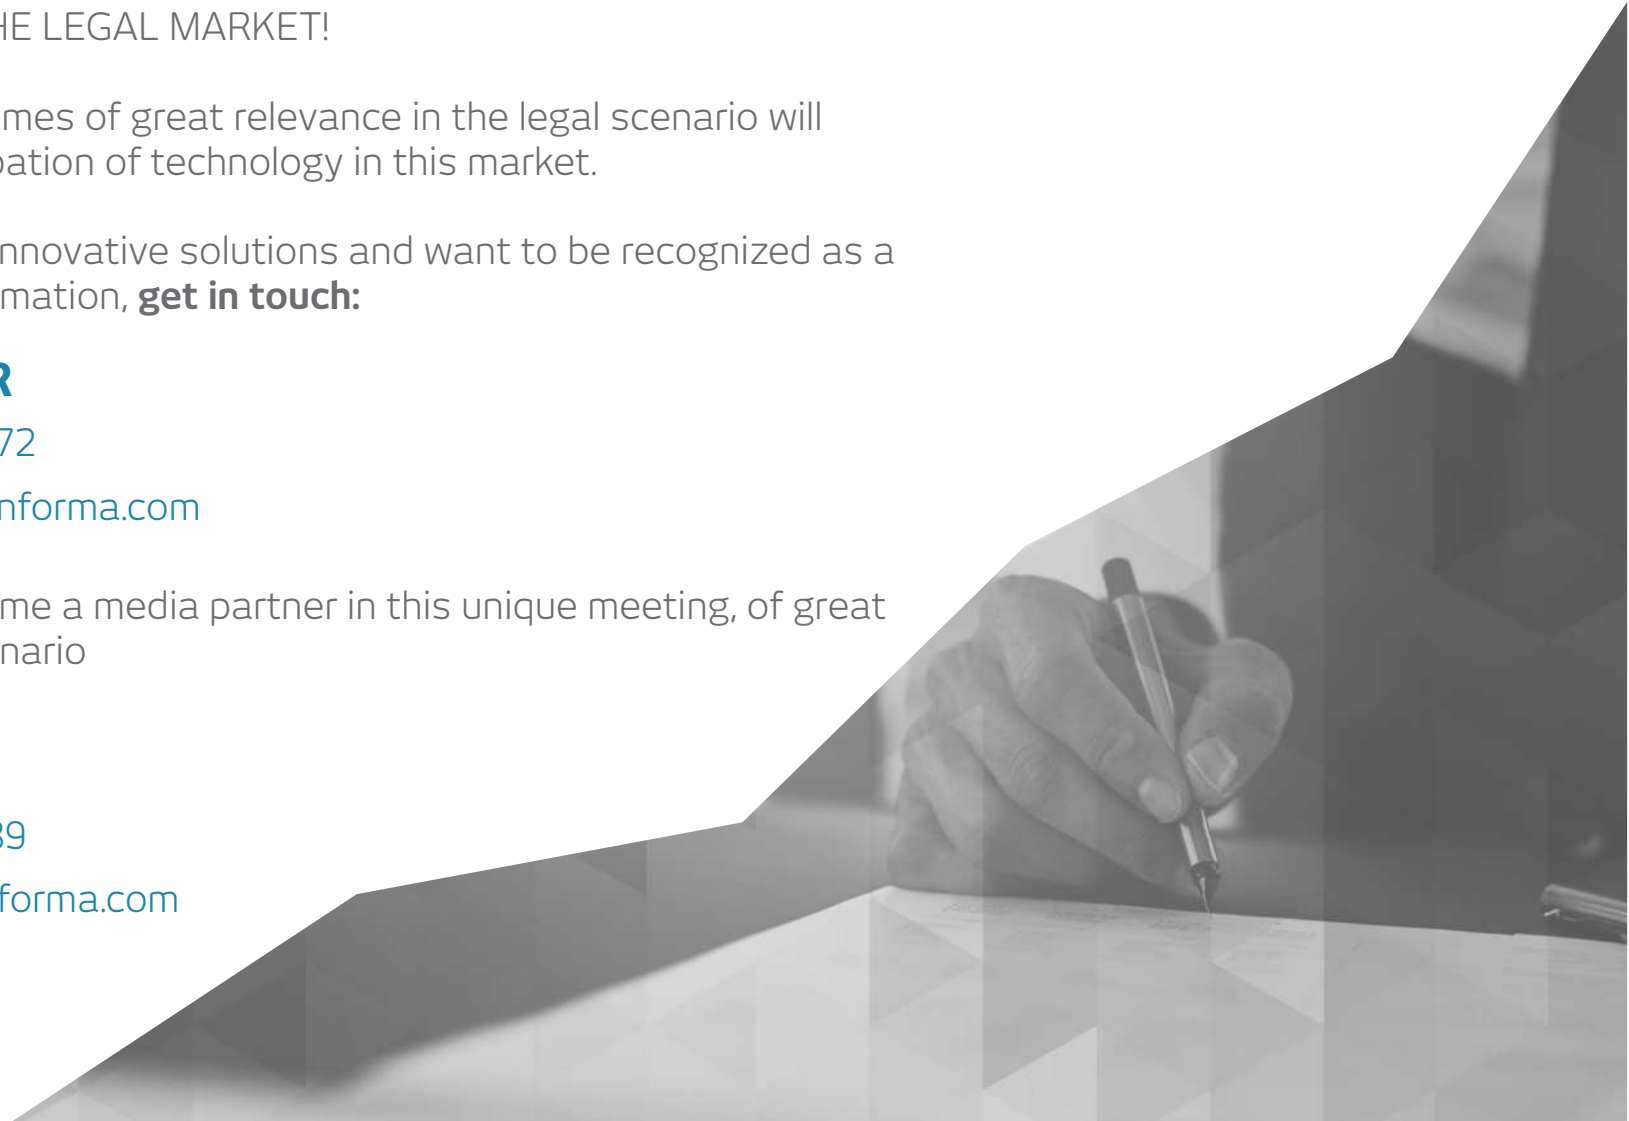 HE LEGAL MARKET!
mes of great relevance in the legal scenario will
pation of technology in this market.
nnovative solutions and want to be recognized as a
mation, get in touch:
R
72
nforma.com
me a media partner in this unique meeting, of great
nario
39
forma.com